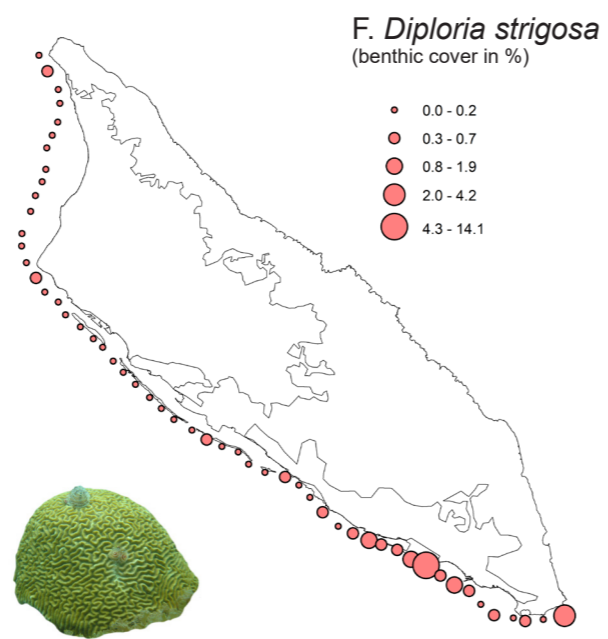 F. Diploria strigosa
(benthic cover in %)
0.0 - 0.2
0.3 - 0.7
0.8 - 1.9
2.0 - 4.2
4.3 - 14.1